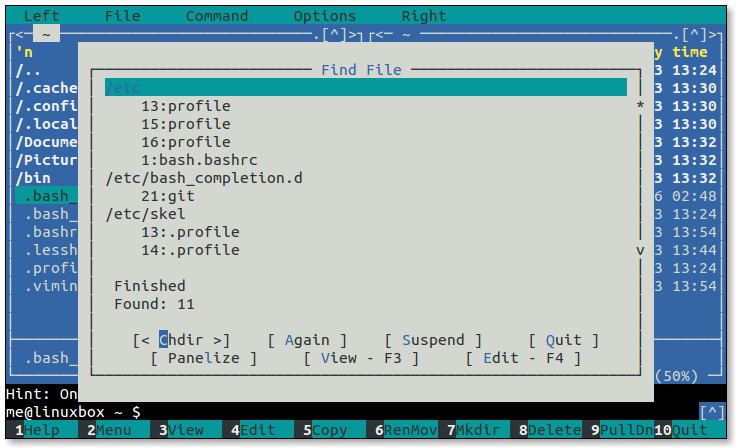 Left File Command Options Right
~ .[^] ~ .[^]
'n y time
/.. 3 13:24
/.cache 3 13:30
/.confi 3 13:30
/.local 3 13:30
/Docume 3 13:32
/Pictur 3 13:32
/bin 3 13:32
.bash_ 6 02:48
.bash_ 3 13:24
.bashr 3 13:54
.lessh 3 13:44
.profi 3 13:24
.vimin 3 13:54
.bash_
(50%)
Find File
/etc
13:profile
15:profile
16:profile
1:bash.bashrc
/etc/bash_completion.d
21:git
/etc/skel
13:.profile
14:.profile
Finished
Found: 11
[< Chdir >] [ Again ] [ Suspend ] [ Quit ]
[ Panelize ] [ View - F3 ] [ Edit - F4 ]
Hint: On
me@linuxbox ~ $ [^]
1Help 2Menu 3View 4Edit 5Copy 6RenMov 7Mkdir 8Delete 9PullDn 10Quit